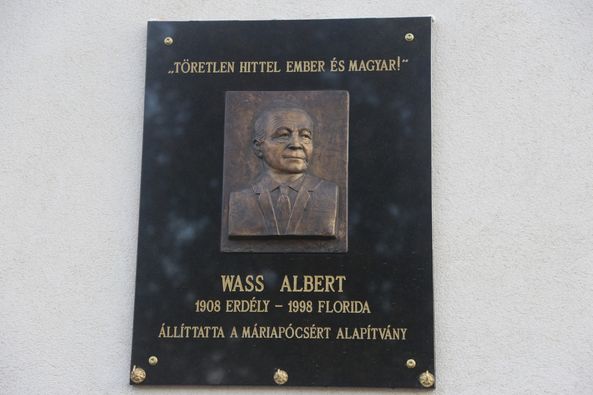 „TÖRETLEN HITTEL EMBER ÉS MAGYAR!“
WASS ALBERT
1908 ERDÉLY – 1998 FLORIDA
ÁLLÍTTATTA A MÁRIAPÓCSÉRT ALAPÍTVÁNY